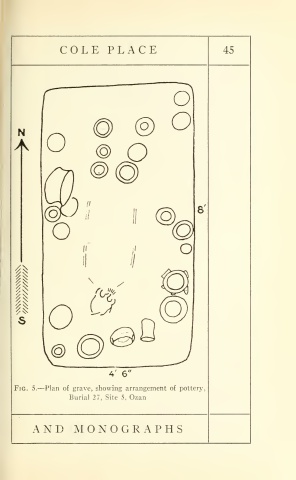 COLE PLACE 45
N
8'
S
4' 6"
FIG. 5.—Plan of grave, showing arrangement of pottery.
Burial 27, Site 5. Ozan
AND MONOGRAPHS